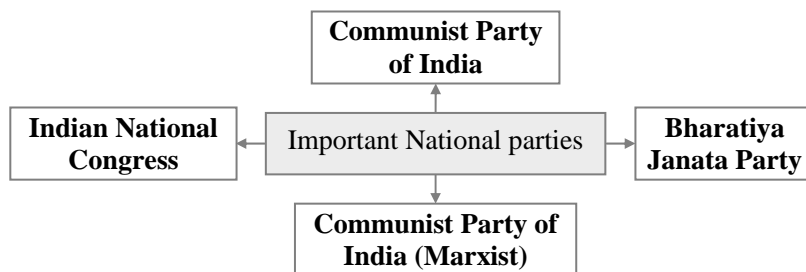 Communist Party
of India
Indian National
Congress
Important National parties
Bharatiya
Janata Party
Communist Party of
India (Marxist)